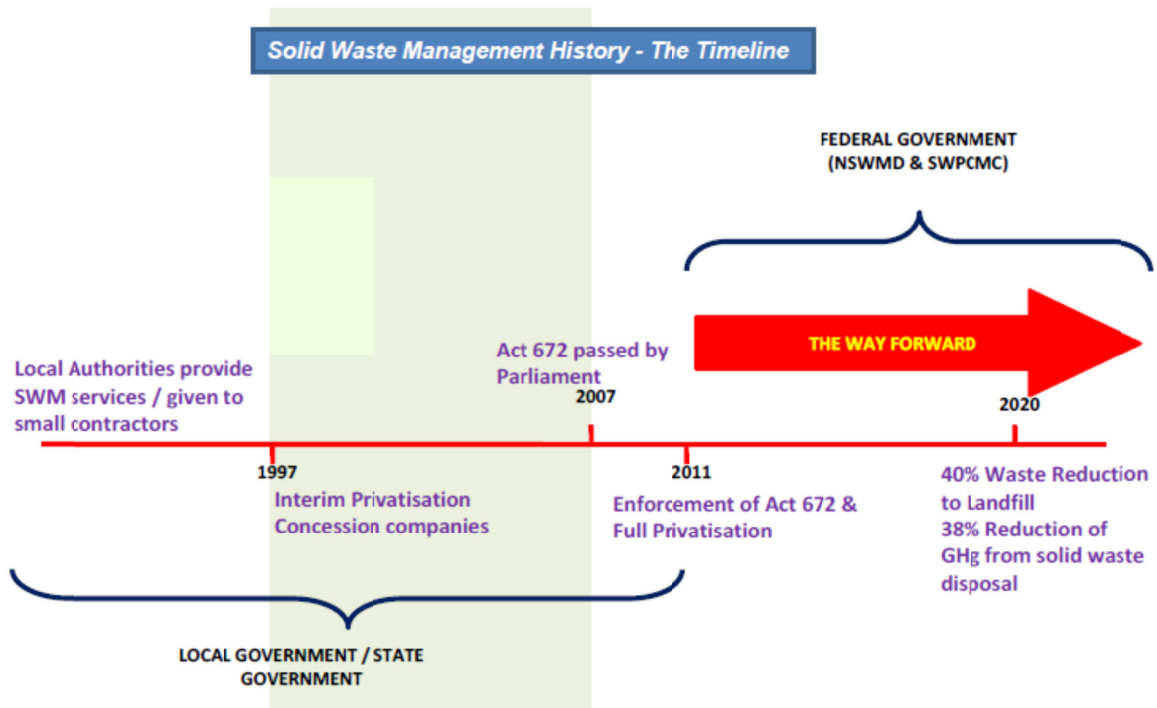 Solid Waste Management History - The Timeline
FEDERAL GOVERNMENT
(NSWMD & SWPCMC)
THE WAY FORWARD
Local Authorities provide
SWM services / given to
small contractors
Act 672 passed by
Parliament
2007
2020
1997
Interim Privatisation
Concession companies
2011
Enforcement of Act 672 &
Full Privatisation
40% Waste Reduction
to Landfill
38% Reduction of
GHg from solid waste
disposal
LOCAL GOVERNMENT / STATE
GOVERNMENT